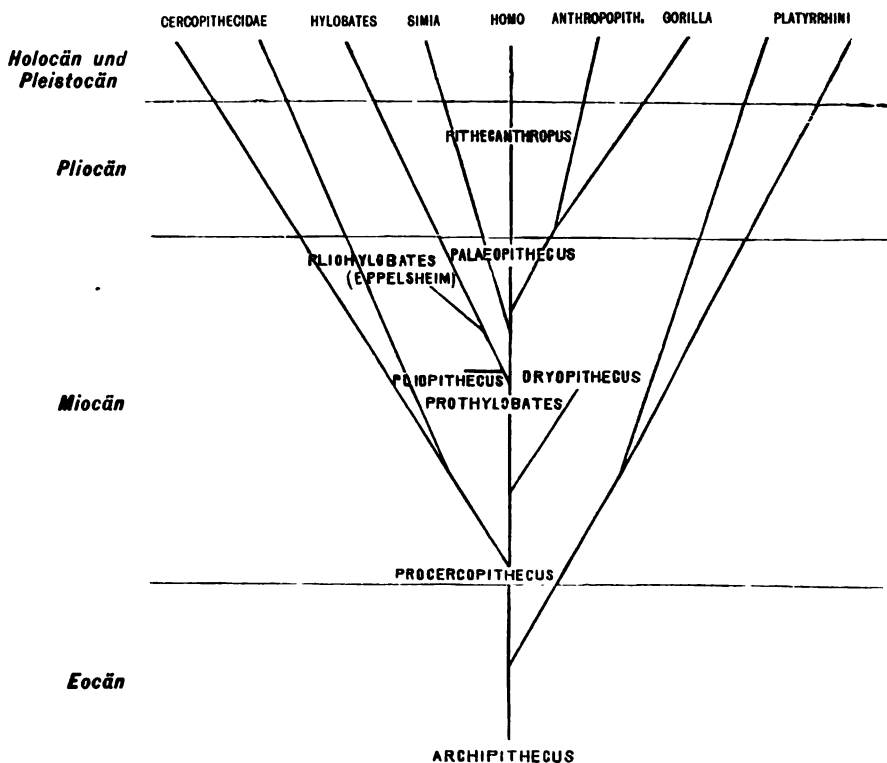 CERCOPITHECIDAE HYLOBATES SIMIA HOMO ANTHROPOPITH. GORILLA PLATYRRHINI
Holocän und
Pleistocän
PITHECANTHROPUS
Pliocän
PALAEOPITHECUS
PLIOHYLOBATES
(EPPELSHEIM)
PLIOPITHECUS DRYOPITHECUS
Miocän
PROTHYLOBATES
PROCERCOPITHECUS
Eocän
ARCHIPITHECUS